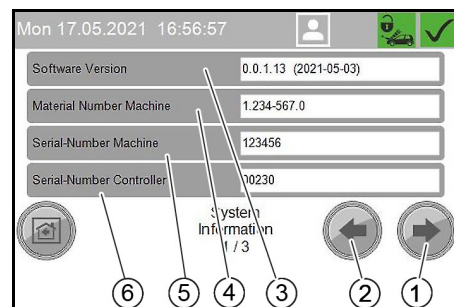 Mon 17.05.2021 16:56:57
Software Version 0.0.1.13 (2021-05-03)
Material Number Machine 1.234-567.0
Serial-Number Machine 123456
Serial-Number Controller 00230
System
Information
1 / 3
6 5 4 3 2 1